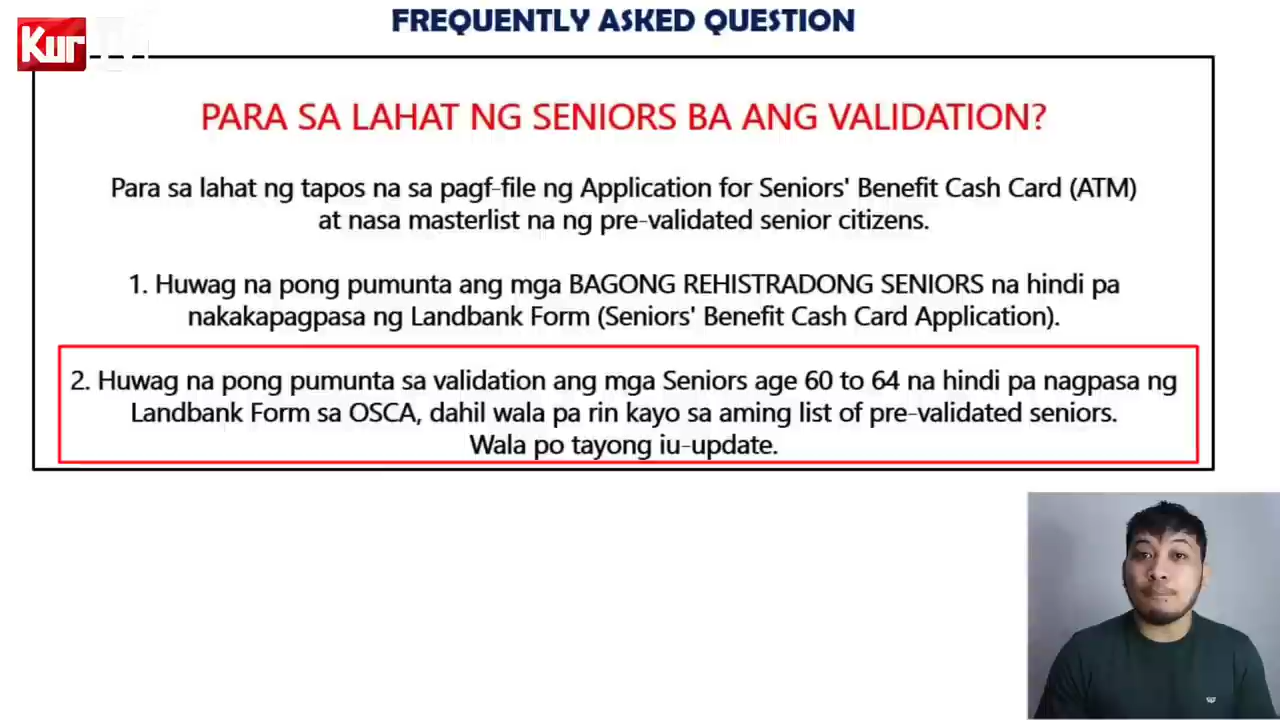 FREQUENTLY ASKED QUESTION
Kur
PARA SA LAHAT NG SENIORS BA ANG VALIDATION?
Para sa lahat ng tapos na sa pagf-file ng Application for Seniors' Benefit Cash Card (ATM)
at nasa masterlist na ng pre-validated senior citizens.
1. Huwag na pong pumunta ang mga BAGONG REHISTRADONG SENIORS na hindi pa
nakakapagpasa ng Landbank Form (Seniors' Benefit Cash Card Application).
2. Huwag na pong pumunta sa validation ang mga Seniors age 60 to 64 na hindi pa nagpasa ng
Landbank Form sa OSCA, dahil wala pa rin kayo sa aming list of pre-validated seniors.
Wala po tayong iu-update.